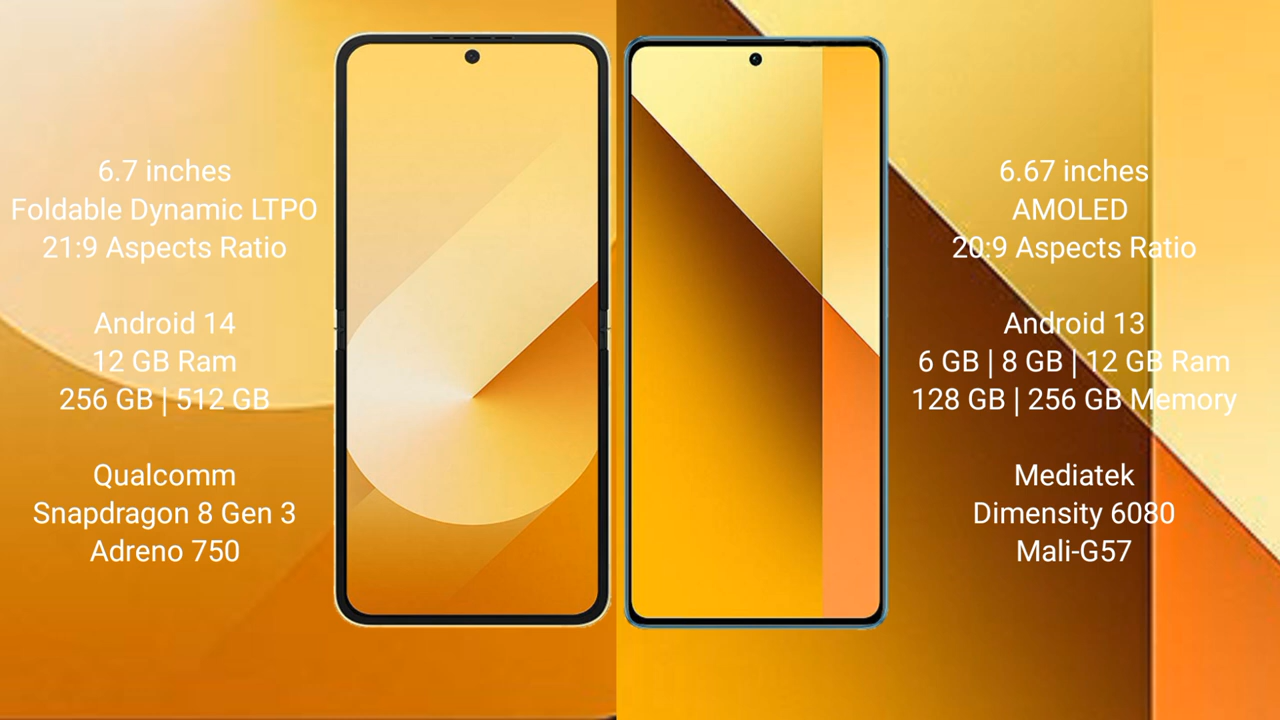 6.7 inches
Foldable Dynamic LTPO
21:9 Aspects Ratio
Android 14
12 GB Ram
256 GB | 512 GB
Qualcomm
Snapdragon 8 Gen 3
Adreno 750
6.67 inches
AMOLED
20:9 Aspects Ratio
Android 13
6 GB | 8 GB | 12 GB Ram
128 GB | 256 GB Memory
Mediatek
Dimensity 6080
Mali-G57